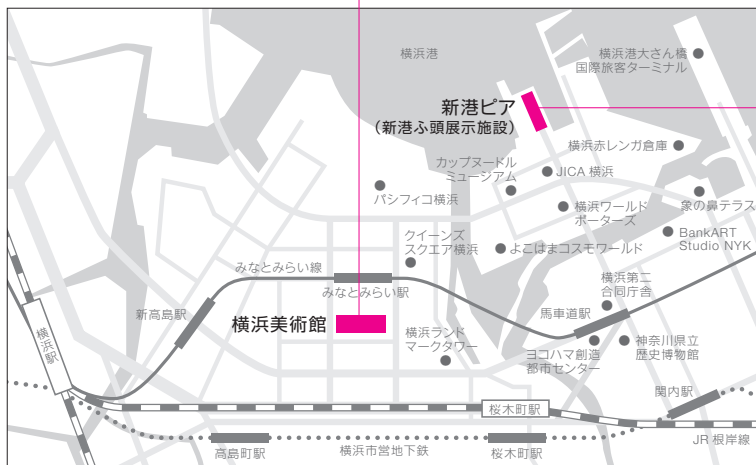 横浜港
横浜港大さん橋
国際旅客ターミナル
新港ピア
(新港ふ頭展示施設)
横浜赤レンガ倉庫
カップヌードル
ミュージアム
JICA 横浜
パシフィコ横浜
横浜ワールド
ポーターズ
象の鼻テラス
クイーンズ
スクエア横浜
よこはまコスモワールド
BankART
Studio NYK
みなとみらい線
みなとみらい駅
横浜第二
合同庁舎
新高島駅
馬車道駅
横浜美術館
横浜ランド
マークタワー
ヨコハマ創造
都市センター
神奈川県立
歴史博物館
横浜駅
関内駅
桜木町駅
高島町駅
横浜市営地下鉄
桜木町駅
JR 根岸線